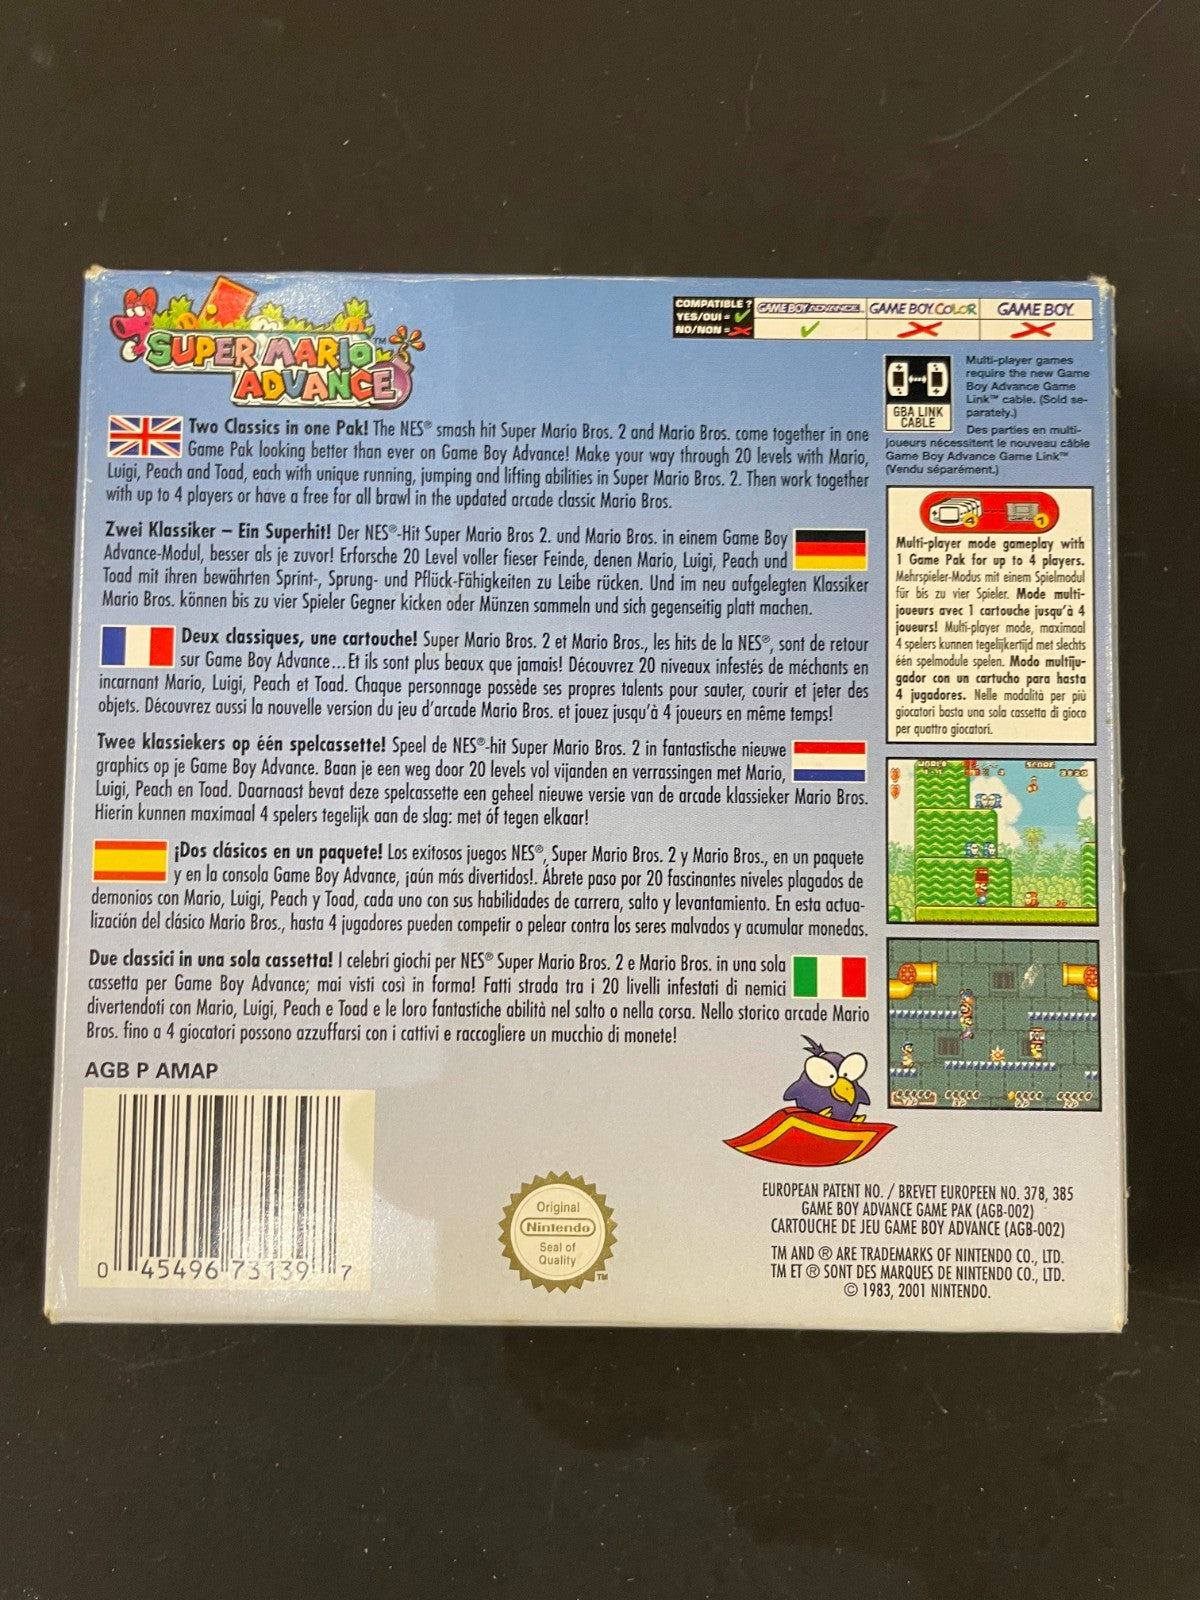 SUPER MARIO™
ADVANCE
COMPATIBLE ?
YES/OUI =
NO/NON =
GAME BOY ADVANCE
GAME BOY COLOR
GAME BOY
Multi-player games
require the new Game
Boy Advance Game
Link™ cable. (Sold se-
parately.)
GBA LINK
CABLE
Des parties en multi-
joueurs nécessitent le nouveau câble
Game Boy Advance Game Link™
(Vendu séparément.)
Two Classics in one Pak! The NES® smash hit Super Mario Bros. 2 and Mario Bros. come together in one
Game Pak looking better than ever on Game Boy Advance! Make your way through 20 levels with Mario,
Luigi, Peach and Toad, each with unique running, jumping and lifting abilities in Super Mario Bros. 2. Then work together
with up to 4 players or have a free for all brawl in the updated arcade classic Mario Bros.
Zwei Klassiker – Ein Superhit! Der NES®-Hit Super Mario Bros 2. und Mario Bros. in einem Game Boy
Advance-Modul, besser als je zuvor! Erforsche 20 Level voller fieser Feinde, denen Mario, Luigi, Peach und
Toad mit ihren bewährten Sprint-, Sprung- und Pflück-Fähigkeiten zu Leibe rücken. Und im neu aufgelegten Klassiker
Mario Bros. können bis zu vier Spieler Gegner kicken oder Münzen sammeln und sich gegenseitig platt machen.
Deux classiques, une cartouche! Super Mario Bros. 2 et Mario Bros., les hits de la NES®, sont de retour
sur Game Boy Advance...Et ils sont plus beaux que jamais! Découvrez 20 niveaux infestés de méchants en
incarnant Mario, Luigi, Peach et Toad. Chaque personnage possède ses propres talents pour sauter, courir et jeter des
objets. Découvrez aussi la nouvelle version du jeu d'arcade Mario Bros. et jouez jusqu'à 4 joueurs en même temps!
Twee klassiekers op één spelcassette! Speel de NES®-hit Super Mario Bros. 2 in fantastische nieuwe
graphics op je Game Boy Advance. Baan je een weg door 20 levels vol vijanden en verrassingen met Mario,
Luigi, Peach en Toad. Daarnaast bevat deze spelcassette een geheel nieuwe versie van de arcade klassieker Mario Bros.
Hierin kunnen maximaal 4 spelers tegelijk aan de slag: met óf tegen elkaar!
¡Dos clásicos en un paquete! Los exitosos juegos NES®, Super Mario Bros. 2 y Mario Bros., en un paquete
y en la consola Game Boy Advance, ¡aún más divertidos!. Ábrete paso por 20 fascinantes niveles plagados de
demonios con Mario, Luigi, Peach y Toad, cada uno con sus habilidades de carrera, salto y levantamiento. En esta actua-
lización del clásico Mario Bros., hasta 4 jugadores pueden competir o pelear contra los seres malvados y acumular monedas.
Due classici in una sola cassetta! I celebri giochi per NES® Super Mario Bros. 2 e Mario Bros. in una sola
cassetta per Game Boy Advance; mai visti così in forma! Fatti strada tra i 20 livelli infestati di nemici
divertendoti con Mario, Luigi, Peach e Toad e le loro fantastiche abilità nel salto o nella corsa. Nello storico arcade Mario
Bros. fino a 4 giocatori possono azzuffarsi con i cattivi e raccogliere un mucchio di monete!
4
1
Multi-player mode gameplay with
1 Game Pak for up to 4 players.
Mehrspieler-Modus mit einem Spielmodul
für bis zu vier Spieler. Mode multi-
joueurs avec 1 cartouche jusqu'à 4
joueurs! Multi-player mode, maximaal
4 spelers kunnen tegelijkertijd met slechts
één spelmodule spelen. Modo multiju-
gador con un cartucho para hasta
4 jugadores. Nelle modalità per più
giocatori basta una sola cassetta di gioco
per quattro giocatori.
WORLD
SCORE
POW
AGB P AMAP
0 45496 73139 7
Original
Nintendo
Seal of
Quality
TM
EUROPEAN PATENT NO. / BREVET EUROPEEN NO. 378, 385
GAME BOY ADVANCE GAME PAK (AGB-002)
CARTOUCHE DE JEU GAME BOY ADVANCE (AGB-002)
TM AND ® ARE TRADEMARKS OF NINTENDO CO., LTD.
TM ET ® SONT DES MARQUES DE NINTENDO CO., LTD.
© 1983, 2001 NINTENDO.